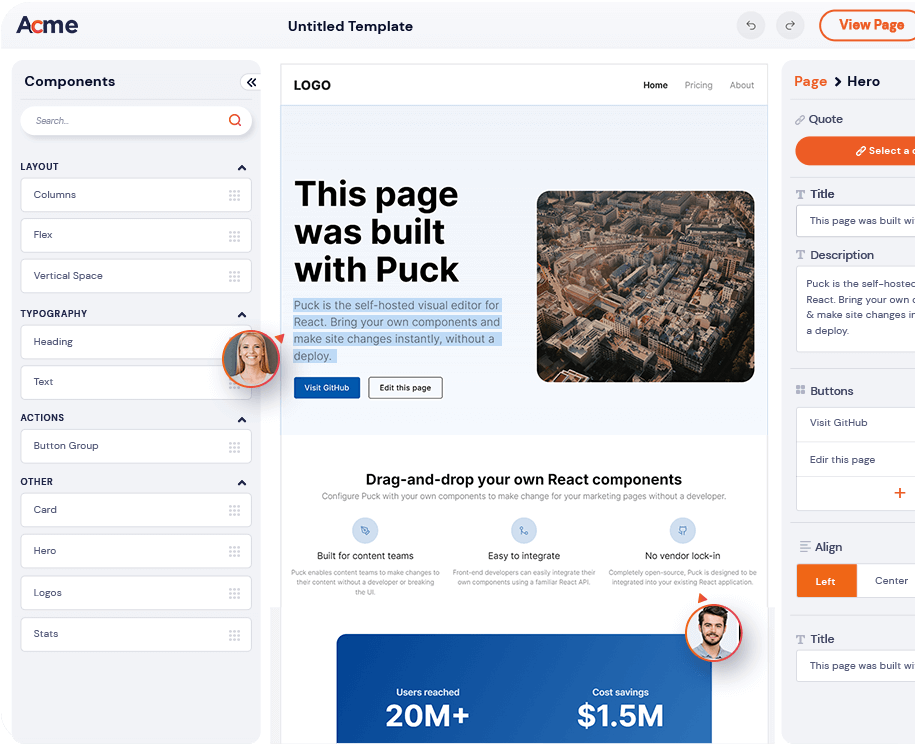 Acme
Untitled Template
View Page
Components
Search...
LAYOUT
Columns
Flex
Vertical Space
TYPOGRAPHY
Heading
Text
ACTIONS
Button Group
OTHER
Card
Hero
Logos
Stats
LOGO
Home Pricing About
This page
was built
with Puck
Puck is the self-hosted visual editor for
React. Bring your own components and
make site changes instantly, without a
deploy.
Visit GitHub
Edit this page
Drag-and-drop your own React components
Configure Puck with your own components to make change for your marketing pages without a developer.
Built for content teams
Puck enables content teams to make changes to
their content without a developer or breaking
the UI.
Easy to integrate
Front-end developers can easily integrate their
own components using a familiar React API.
No vendor lock-in
Completely open-source, Puck is designed to be
integrated into your existing React application.
Users reached
20M+
Cost savings
$1.5M
Page > Hero
Quote
Select a
Title
This page was built wi
Description
Puck is the self-hosted
React. Bring your own
& make site changes in
a deploy.
Buttons
Visit GitHub
Edir this page
+
Align
Left
Center
Title
This page was built wi